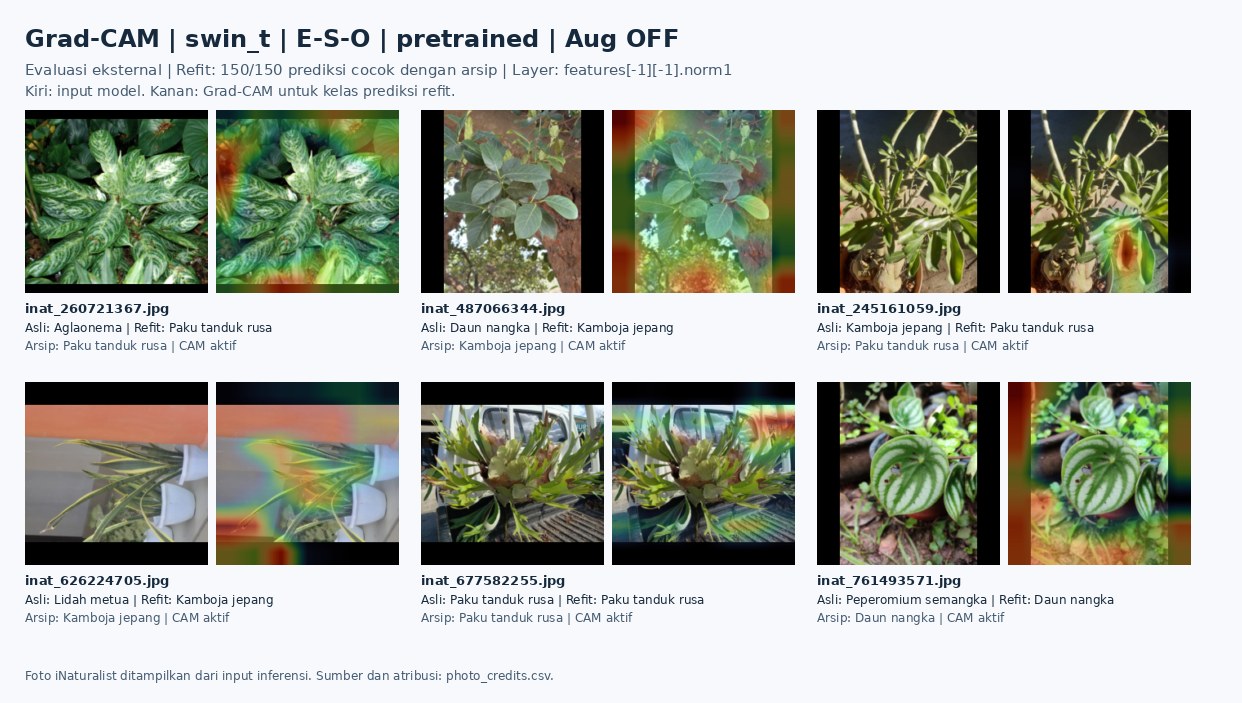 Grad-CAM | swin_t | E-S-O | pretrained | Aug OFF
Evaluasi eksternal | Refit: 150/150 prediksi cocok dengan arsip | Layer: features[-1][-1].norm1
Kiri: input model. Kanan: Grad-CAM untuk kelas prediksi refit.
inat_260721367.jpg
Asli: Aglaonema | Refit: Paku tanduk rusa
Arsip: Paku tanduk rusa | CAM aktif
inat_487066344.jpg
Asli: Daun nangka | Refit: Kamboja jepang
Arsip: Kamboja jepang | CAM aktif
inat_245161059.jpg
Asli: Kamboja jepang | Refit: Paku tanduk rusa
Arsip: Paku tanduk rusa | CAM aktif
inat_626224705.jpg
Asli: Lidah metua | Refit: Kamboja jepang
Arsip: Kamboja jepang | CAM aktif
inat_677582255.jpg
Asli: Paku tanduk rusa | Refit: Paku tanduk rusa
Arsip: Paku tanduk rusa | CAM aktif
inat_761493571.jpg
Asli: Peperomium semangka | Refit: Daun nangka
Arsip: Daun nangka | CAM aktif
Foto iNaturalist ditampilkan dari input inferensi. Sumber dan atribusi: photo_credits.csv.